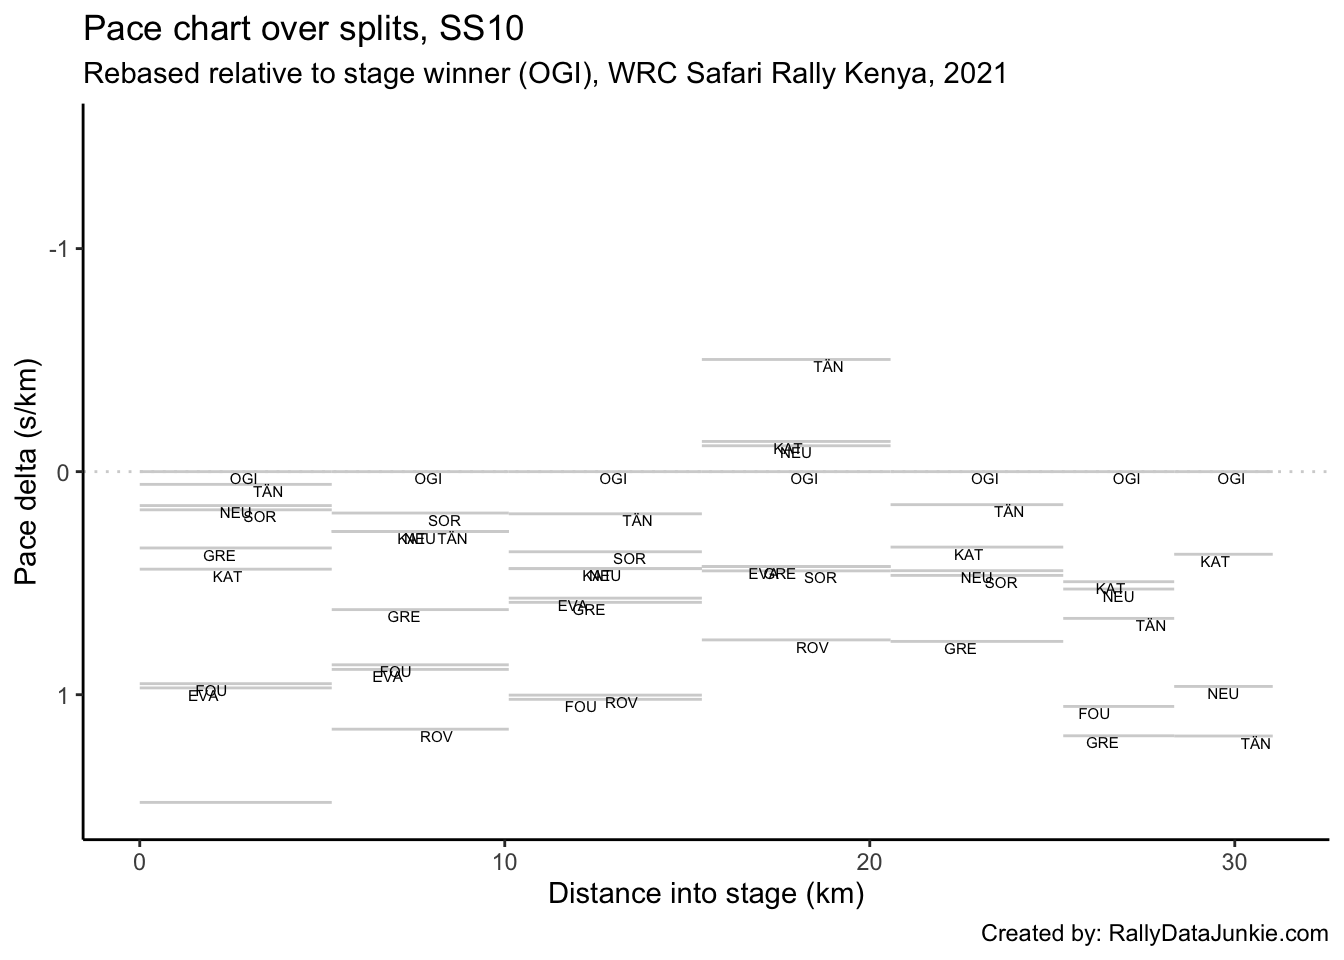 Pace chart over splits, SS10
Rebased relative to stage winner (OGI), WRC Safari Rally Kenya, 2021
Pace delta (s/km)
-1
0
1
TÄN
KAT
NEU
OGI OGI OGI OGI OGI OGI OGI
TÄN
NEU
SOR
GRE
KAT
FOU
EVA
SOR
KAT NEU TÄN
GRE
FOU
EVA
ROV
TÄN
SOR
KAT NEU
EVA
GRE
FOU ROV
EVA GRE
SOR
ROV
TÄN
KAT
NEU
SOR
GRE
KAT
NEU
TÄN
FOU
GRE
KAT
NEU
TÄN
0 10 20 30
Distance into stage (km)
Created by: RallyDataJunkie.com